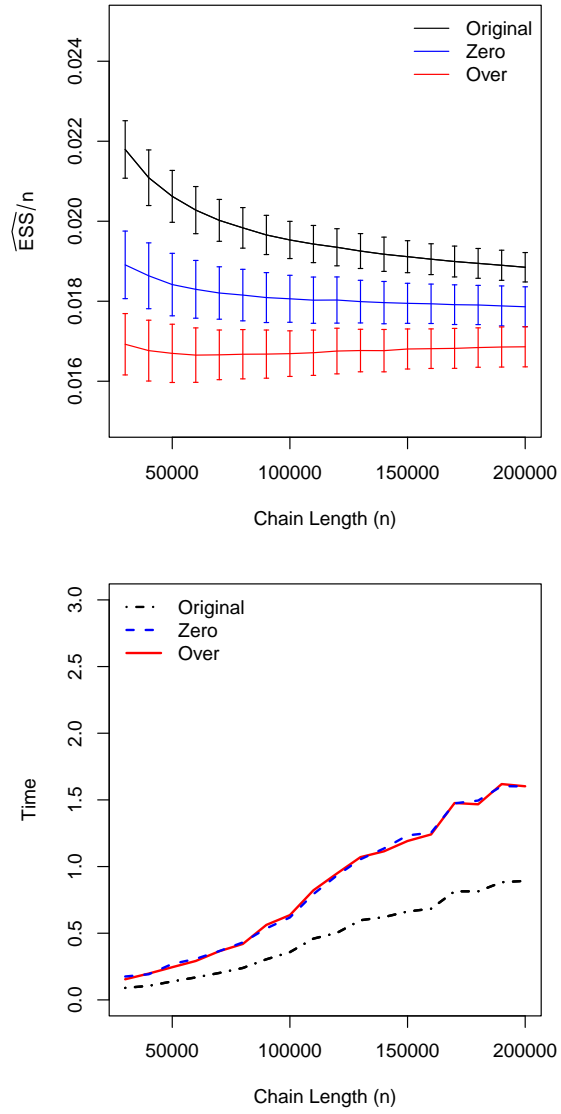 Original
Zero
Over
0.024
0.022
0.020
0.018
0.016
ESS/n
50000 100000 150000 200000
Chain Length (n)
Original
Zero
Over
3.0
2.5
2.0
1.5
1.0
0.5
0.0
Time
50000 100000 150000 200000
Chain Length (n)